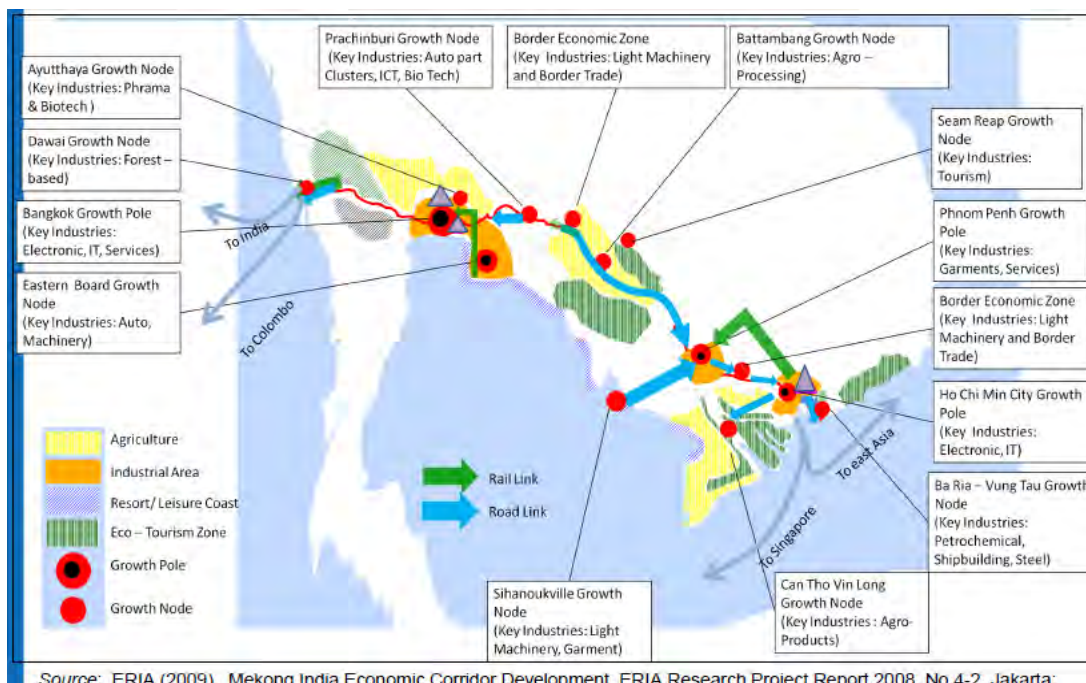 Prachinburi Growth Node
(Key Industries: Auto part
Clusters, ICT, Bio Tech)
Border Economic Zone
(Key Industries: Light Machinery
and Border Trade)
Battambang Growth Node
(Key Industries: Agro –
Processing)
Ayutthaya Growth Node
(Key Industries: Phrama
& Biotech )
Dawai Growth Node
(Key Industries: Forest –
based)
Bangkok Growth Pole
(Key Industries:
Electronic, IT, Services)
Eastern Board Growth
Node
(Key Industries: Auto,
Machinery)
Seam Reap Growth
Node
(Key Industries:
Tourism)
Phnom Penh Growth
Pole
(Key Industries:
Garments, Services)
Border Economic Zone
(Key Industries: Light
Machinery and Border
Trade)
Ho Chi Min City Growth
Pole
(Key Industries:
Electronic, IT)
Ba Ria – Vung Tau Growth
Node
(Key Industries:
Petrochemical,
Shipbuilding, Steel)
To India
To Colombo
To east Asia
To Singapore
Agriculture
Industrial Area
Resort/ Leisure Coast
Eco – Tourism Zone
Growth Pole
Growth Node
Rail Link
Road Link
Sihanoukville Growth
Node
(Key Industries: Light
Machinery, Garment)
Can Tho Vin Long
Growth Node
(Key Industries : Agro-
Products)
Source: ERIA (2009), Mekong India Economic Corridor Development, ERIA Research Project Report 2008, No.4-2, Jakarta: